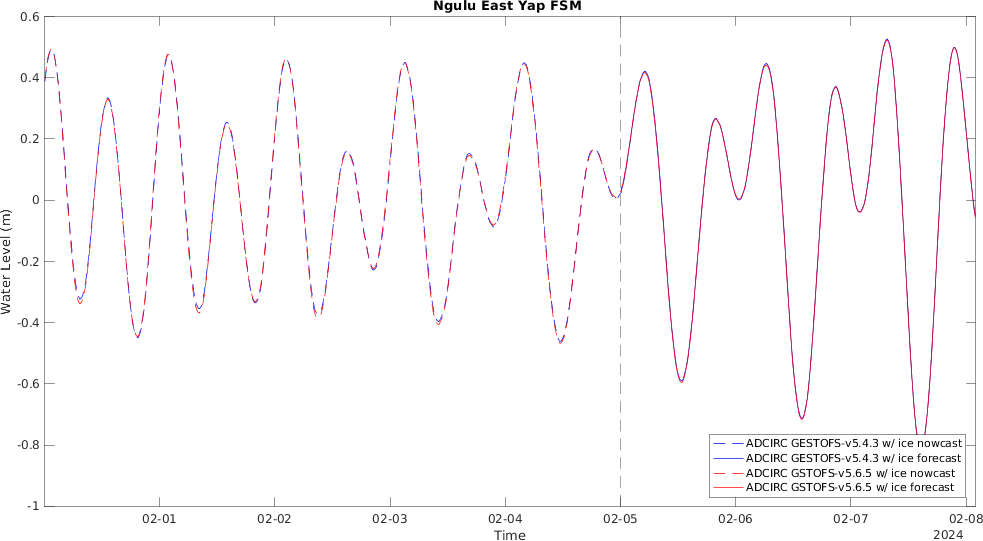 Ngulu East Yap FSM
0.6
0.4
0.2
0
-0.2
-0.4
-0.6
-0.8
-1
Water Level (m)
ADCIRC GESTOFS-v5.4.3 w/ ice nowcast
ADCIRC GESTOFS-v5.4.3 w/ ice forecast
ADCIRC GSTOFS-v5.6.5 w/ ice nowcast
ADCIRC GSTOFS-v5.6.5 w/ ice forecast
02-01 02-02 02-03 02-04 02-05 02-06 02-07 02-08
Time
2024